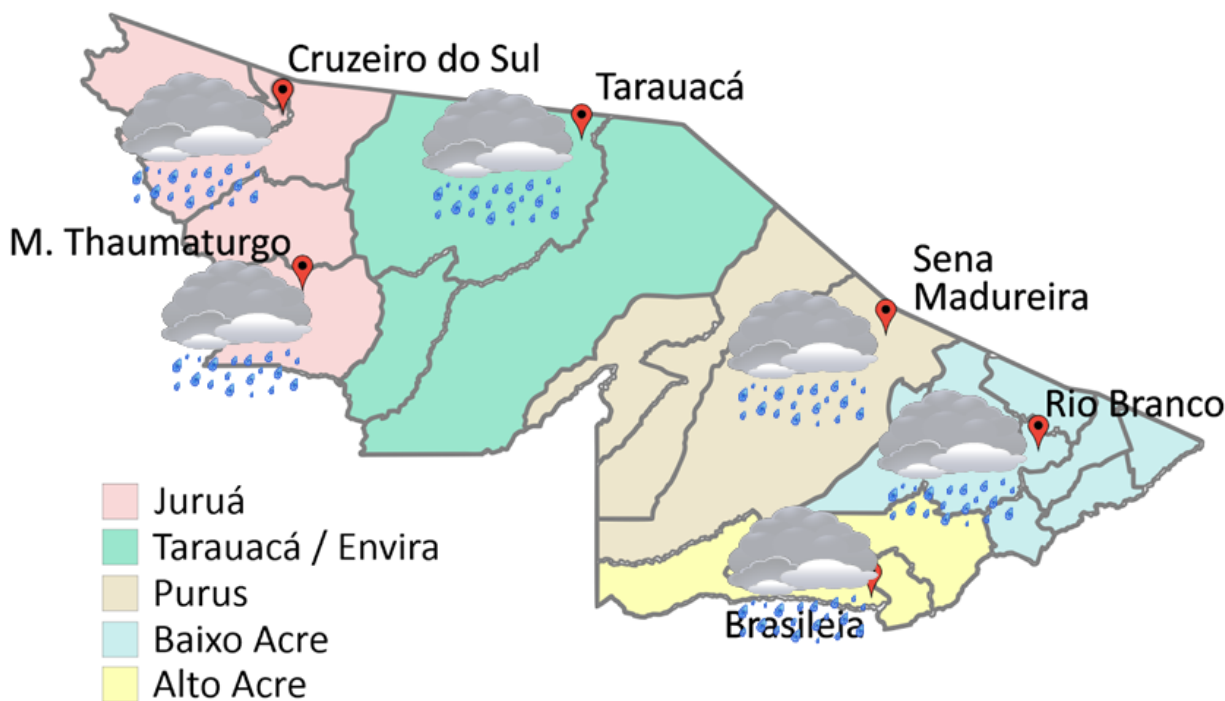 Cruzeiro do Sul
Tarauacá
M. Thaumaturgo
Sena
Madureira
Rio Branco
Brasileia
Juruá
Tarauacá / Envira
Purus
Baixo Acre
Alto Acre